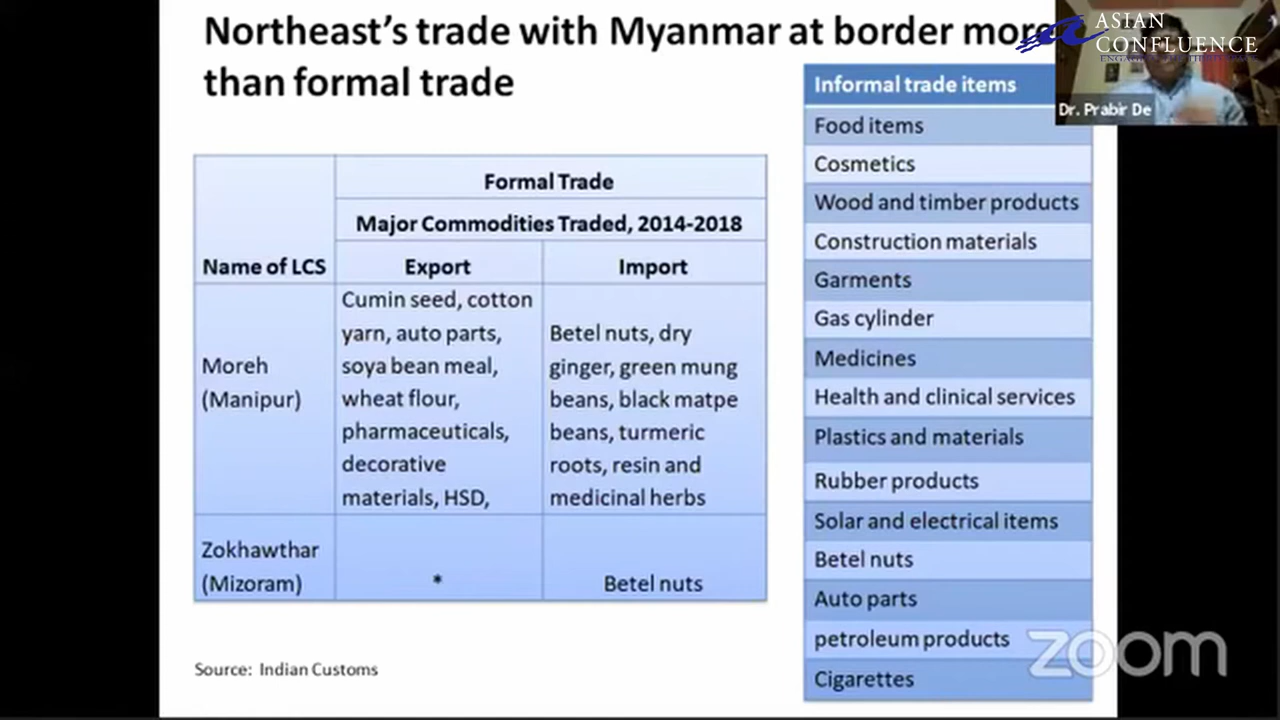 Northeast's trade with Myanmar at border more
than formal trade
ASIAN
CONFLUENCE
Dr. Prabir De
Formal Trade
Major Commodities Traded, 2014-2018
Name of LCS
Export
Import
Moreh
(Manipur)
Cumin seed, cotton
yarn, auto parts,
soya bean meal,
wheat flour,
pharmaceuticals,
decorative
materials, HSD,
Betel nuts, dry
ginger, green mung
beans, black matpe
beans, turmeric
roots, resin and
medicinal herbs
Zokhawthar
(Mizoram)
*
Betel nuts
Source: Indian Customs
Informal trade items
Food items
Cosmetics
Wood and timber products
Construction materials
Garments
Gas cylinder
Medicines
Health and clinical services
Plastics and materials
Rubber products
Solar and electrical items
Betel nuts
Auto parts
petroleum products
Cigarettes
zoom